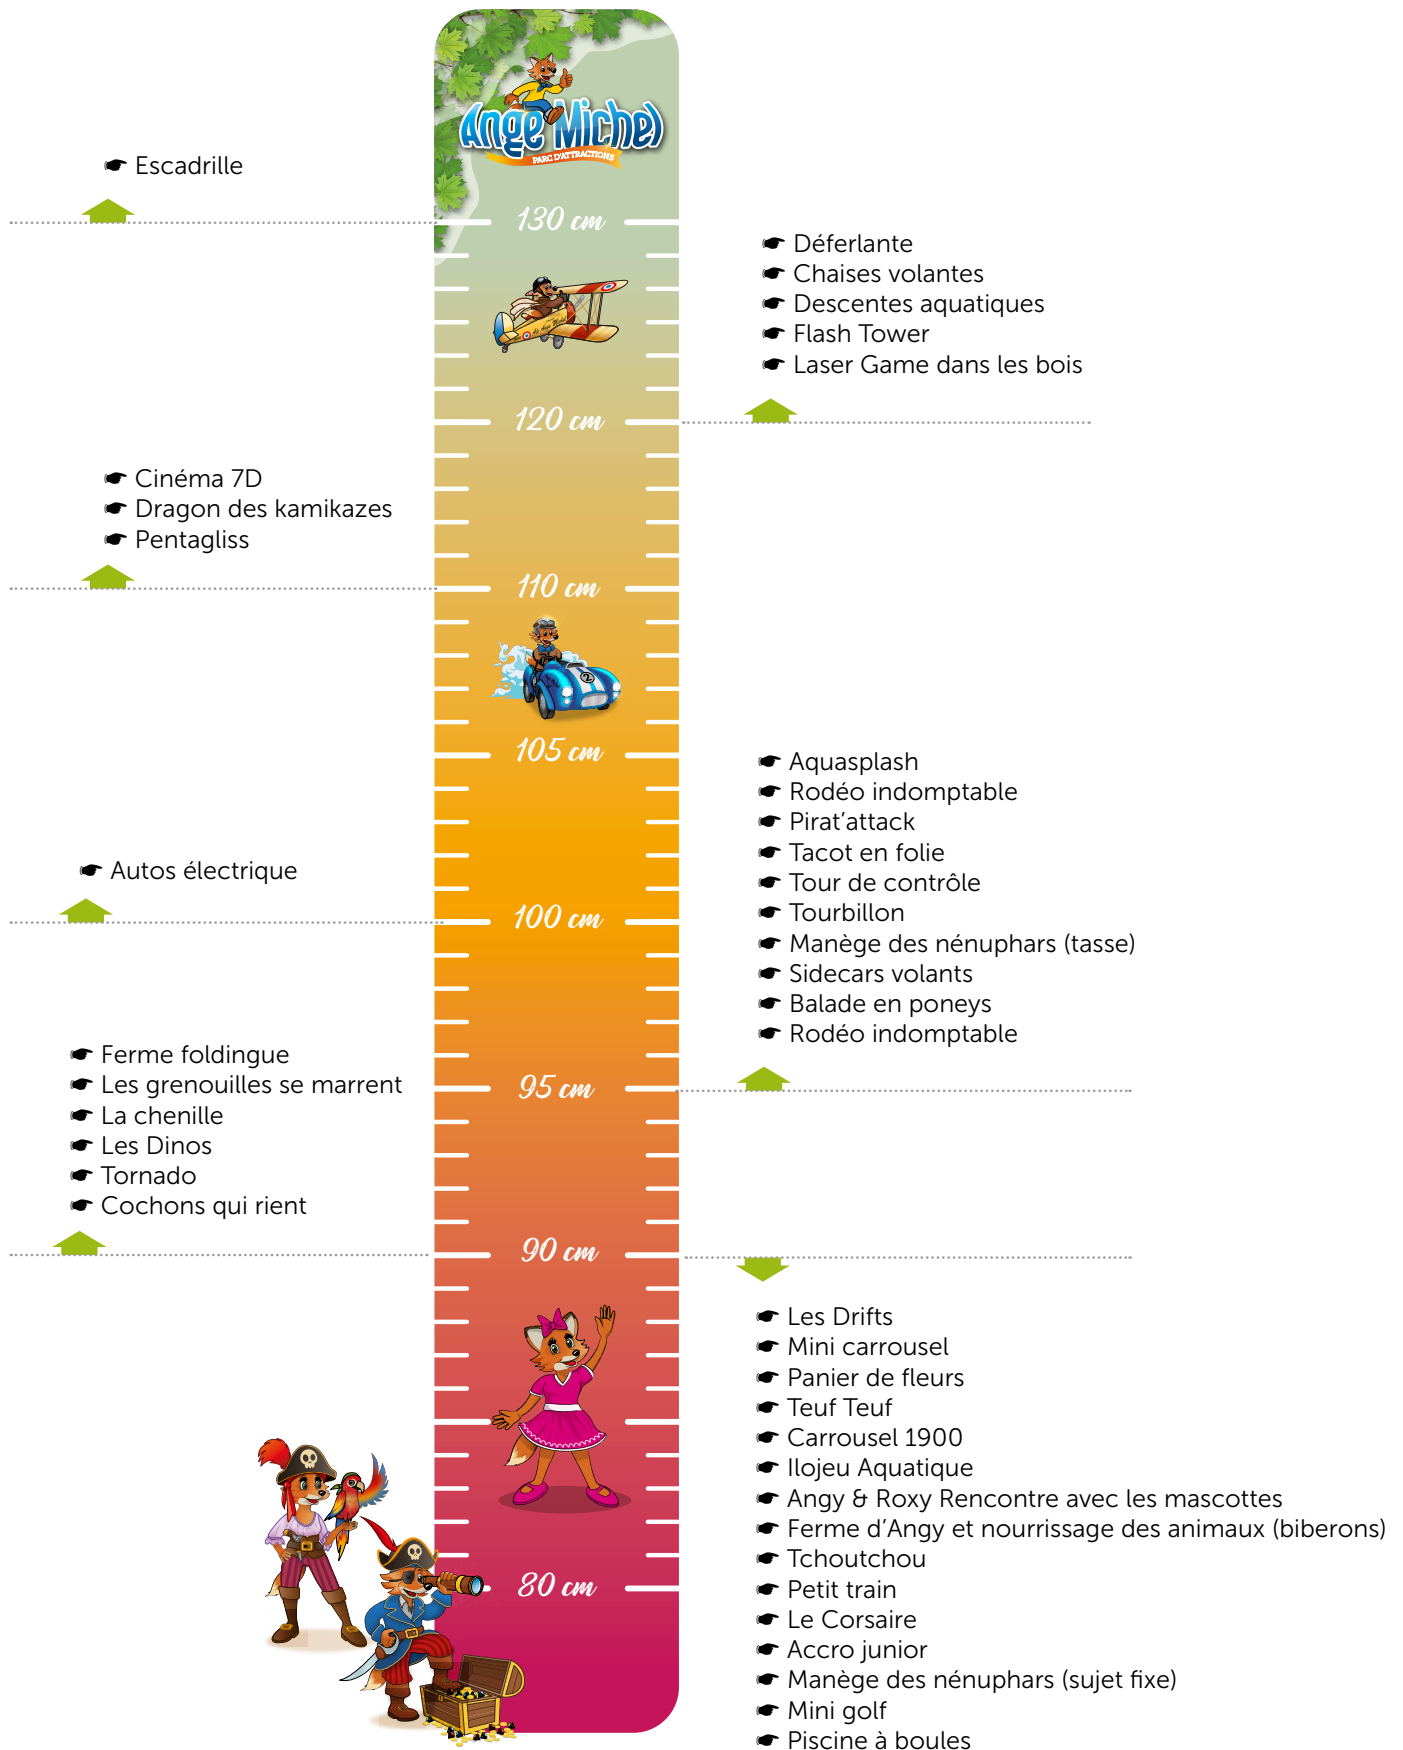 Ange Michel
PARC D'ATTRACTIONS
☛ Escadrille
130 cm
☛ Déferlante
☛ Chaises volantes
☛ Descentes aquatiques
☛ Flash Tower
☛ Laser Game dans les bois
120 cm
☛ Cinéma 7D
☛ Dragon des kamikazes
☛ Pentagliss
110 cm
2
105 cm
☛ Aquasplash
☛ Rodéo indomptable
☛ Pirat'attack
☛ Tacot en folie
☛ Tour de contrôle
☛ Tourbillon
☛ Manège des nénuphars (tasse)
☛ Sidecars volants
☛ Balade en poneys
☛ Rodéo indomptable
☛ Autos électrique
100 cm
☛ Ferme foldingue
☛ Les grenouilles se marrent
☛ La chenille
☛ Les Dinos
☛ Tornado
☛ Cochons qui rient
95 cm
90 cm
☛ Les Drifts
☛ Mini carrousel
☛ Panier de fleurs
☛ Teuf Teuf
☛ Carrousel 1900
☛ Ilojeu Aquatique
☛ Angy & Roxy Rencontre avec les mascottes
☛ Ferme d'Angy et nourrissage des animaux (biberons)
☛ Tchoutchou
☛ Petit train
☛ Le Corsaire
☛ Accro junior
☛ Manège des nénuphars (sujet fixe)
☛ Mini golf
☛ Piscine à boules
80 cm